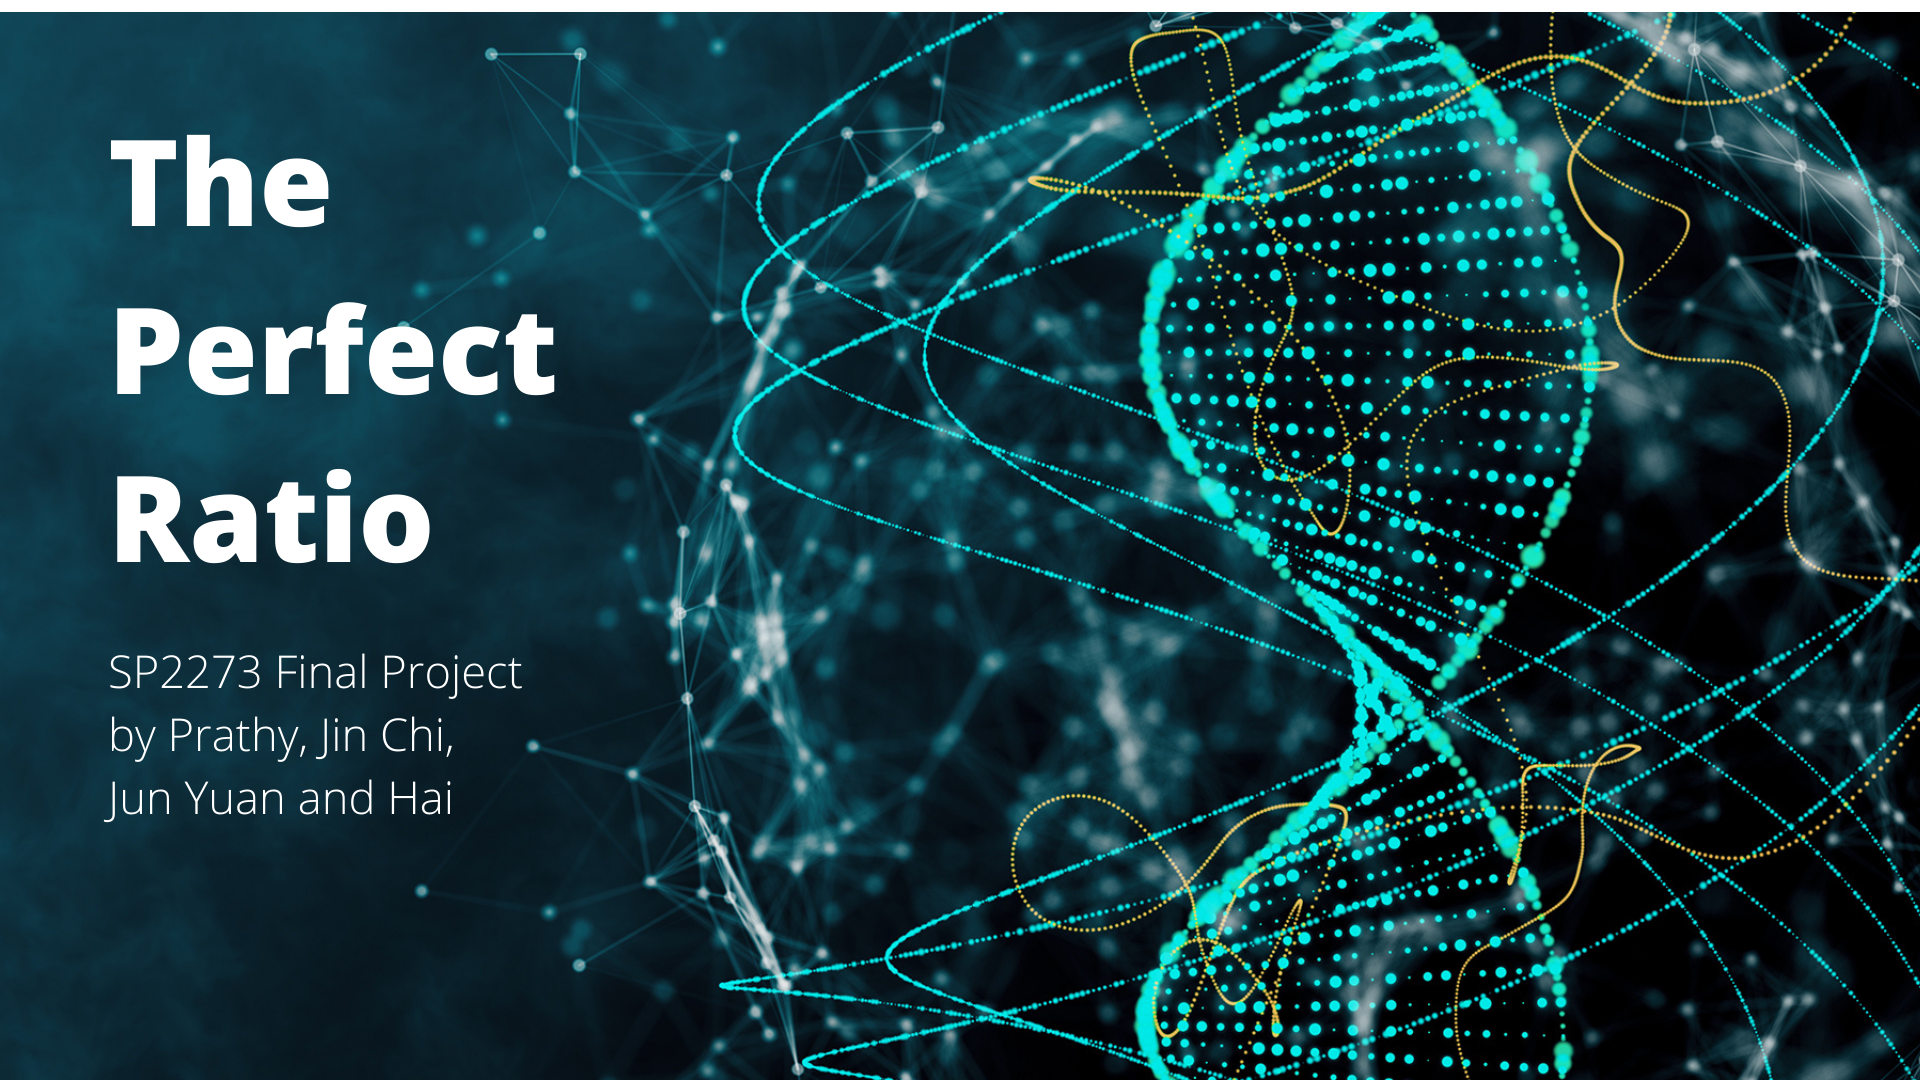 The
Perfect
Ratio
SP2273 Final Project
by Prathy, Jin Chi,
Jun Yuan and Hai